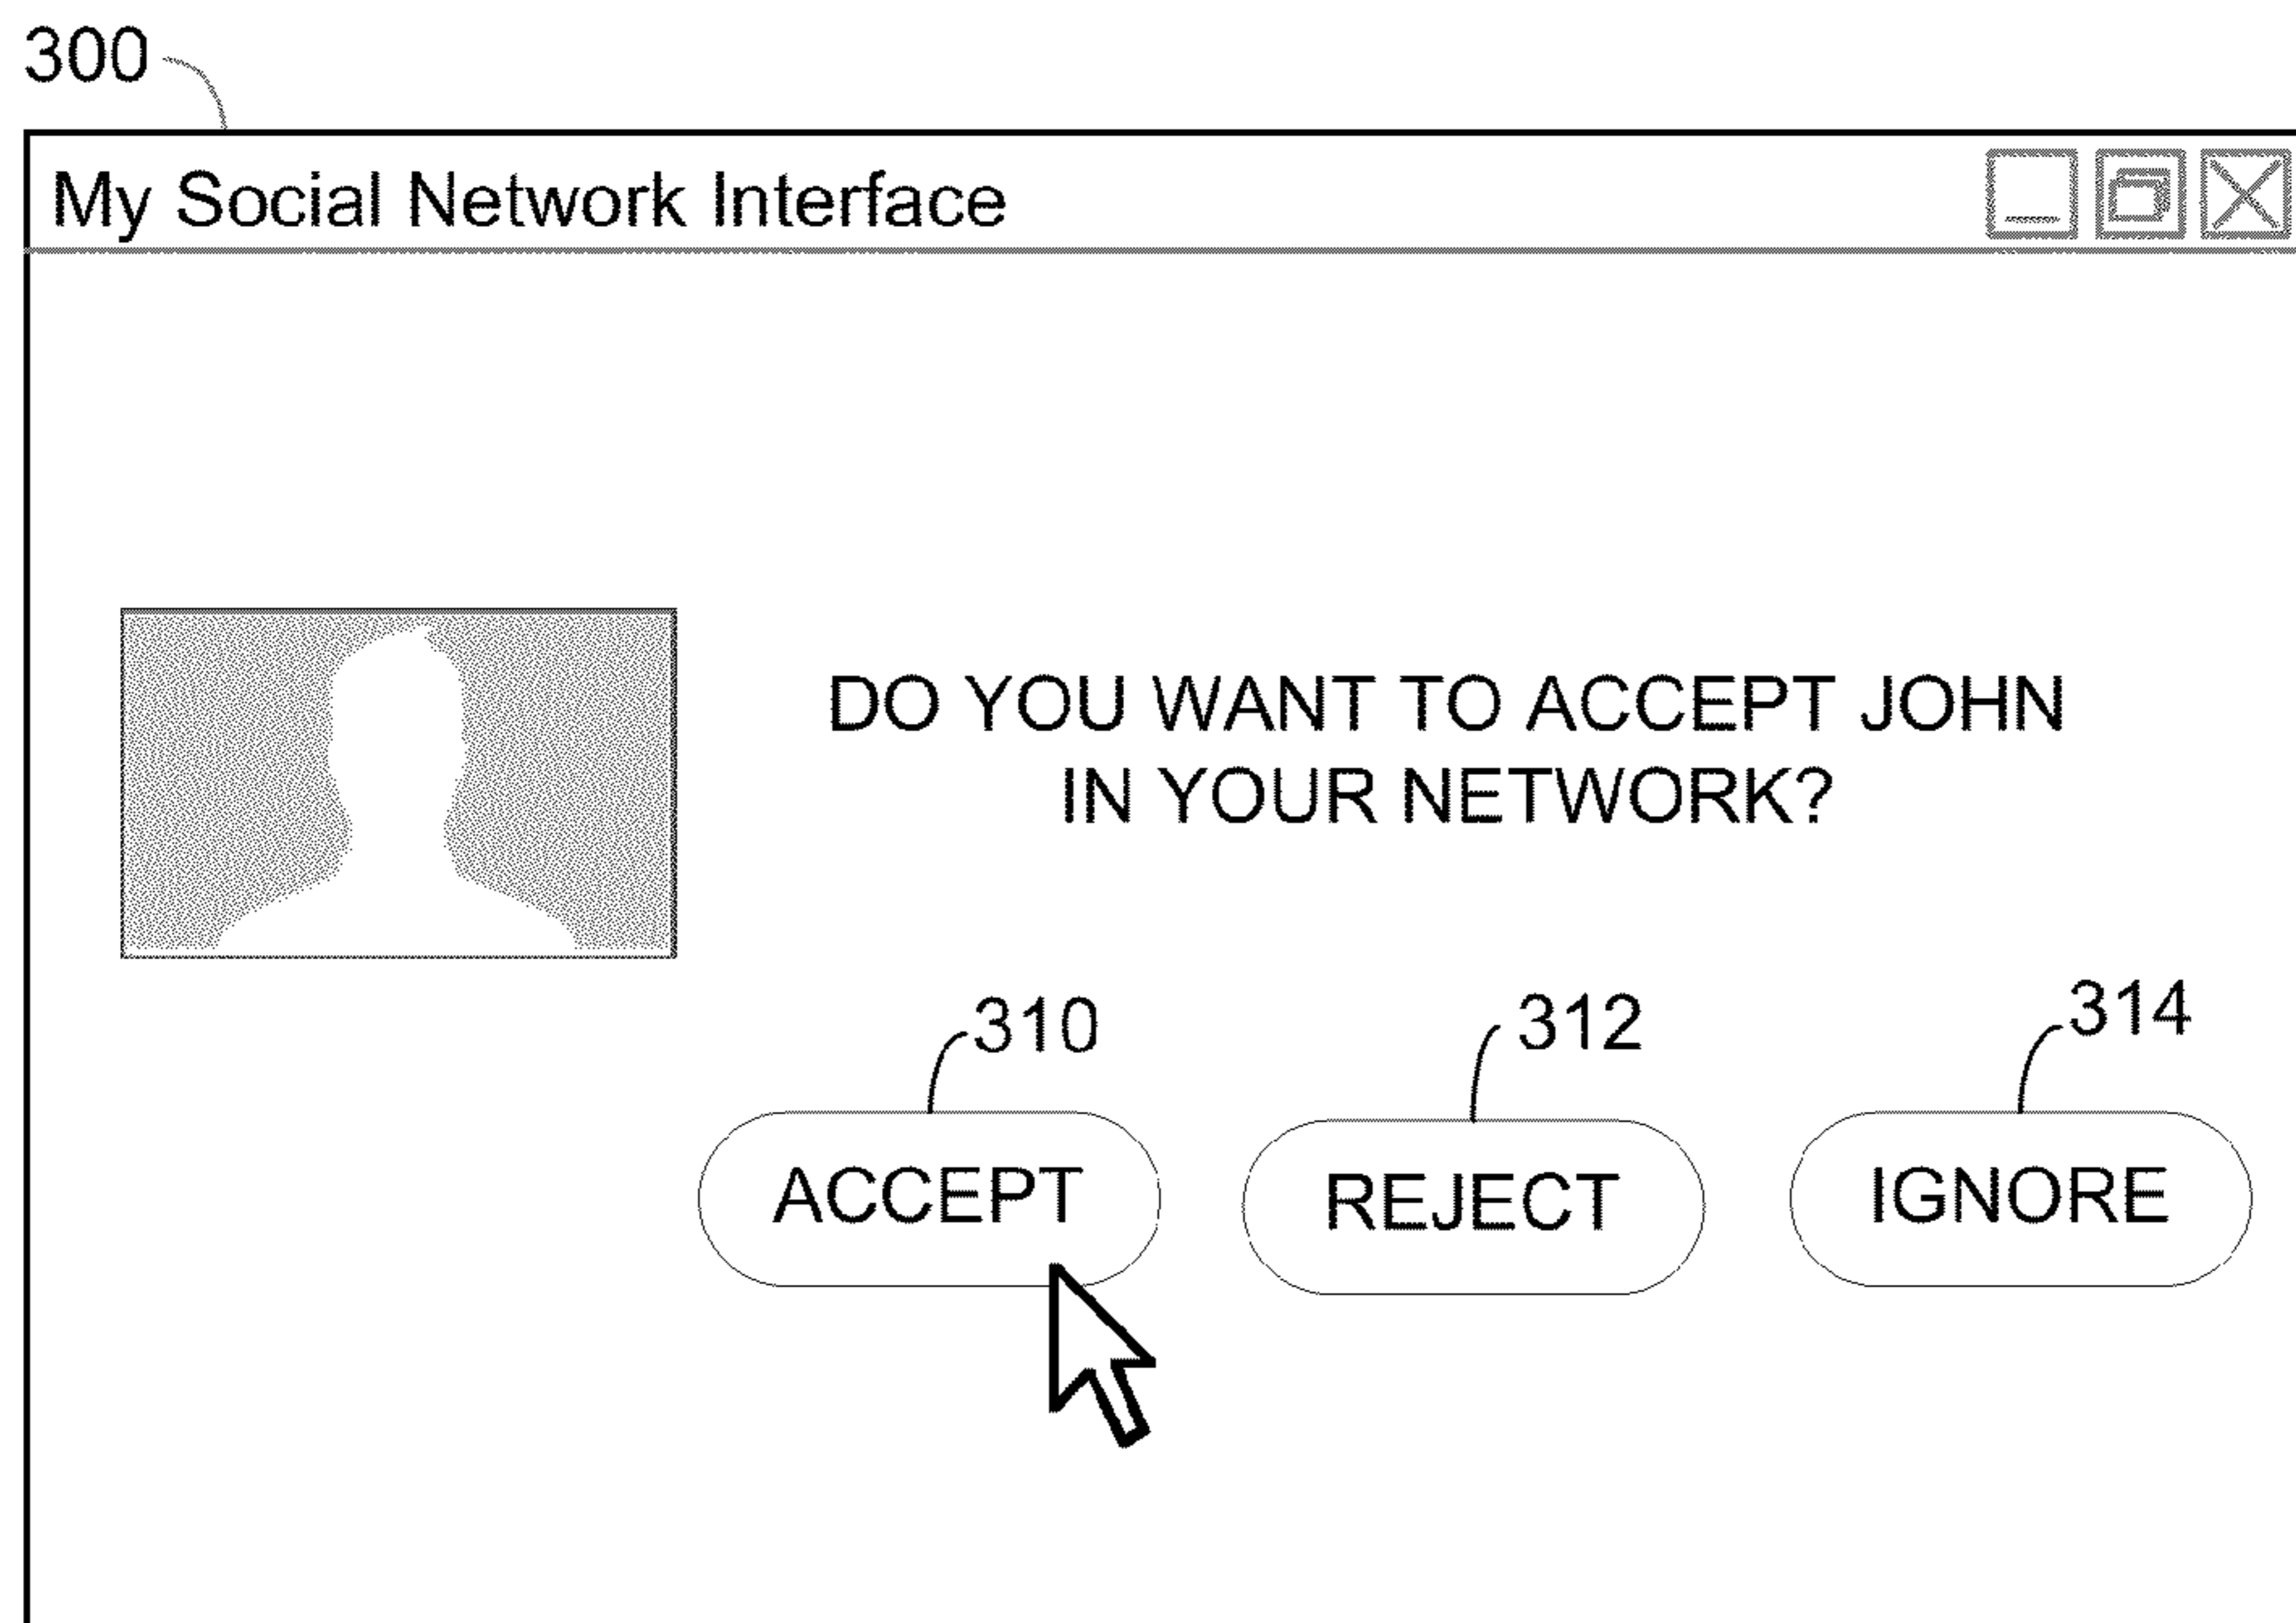 300
My Social Network Interface
DO YOU WANT TO ACCEPT JOHN
IN YOUR NETWORK?
310
312
314
ACCEPT
REJECT
IGNORE